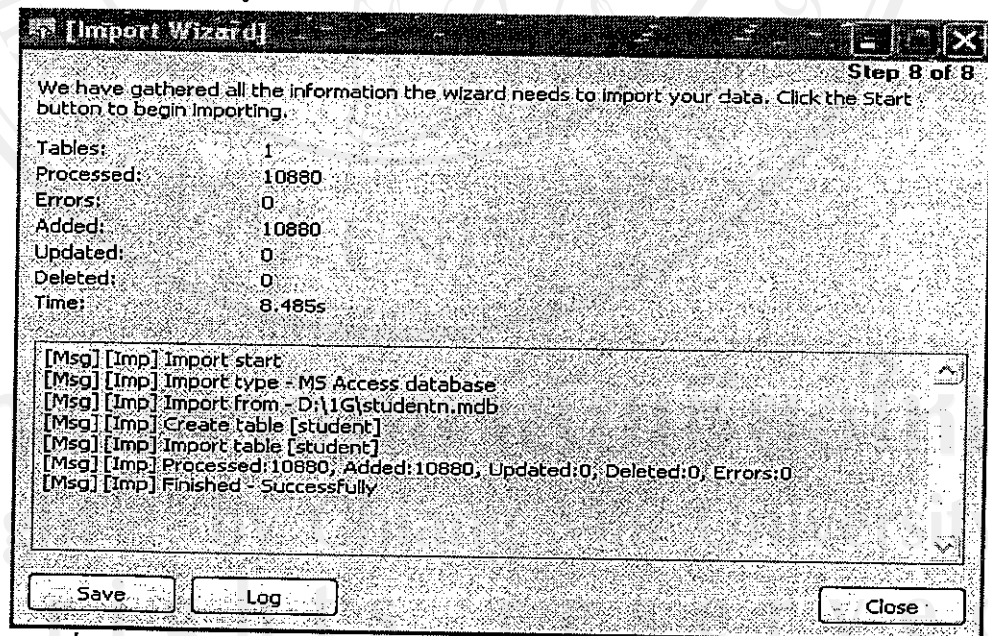 [Import Wizard]
Step 8 of 8
We have gathered all the information the wizard needs to import your data. Click the Start
button to begin importing.
Tables: 1
Processed: 10880
Errors: 0
Added: 10880
Updated: 0
Deleted: 0
Time: 8.485s
[Msg] [Imp] Import start
[Msg] [Imp] Import type - MS Access database
[Msg] [Imp] Import from - D:\1G\studentn.mdb
[Msg] [Imp] Create table [student]
[Msg] [Imp] Import table [student]
[Msg] [Imp] Processed:10880, Added:10880, Updated:0, Deleted:0, Errors:0
[Msg] [Imp] Finished - Successfully
Save Log Close